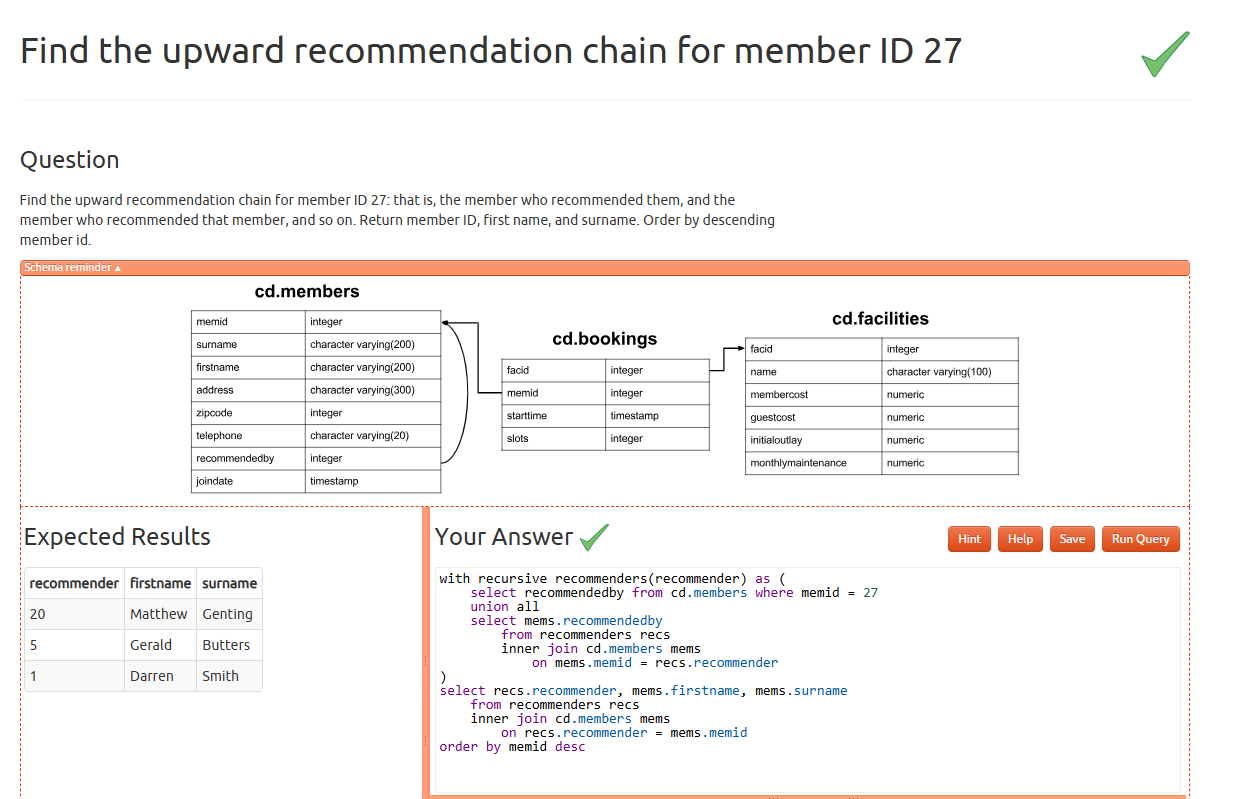 Find the upward recommendation chain for member ID 27
Question
Find the upward recommendation chain for member ID 27: that is, the member who recommended them, and the
member who recommended that member, and so on. Return member ID, first name, and surname. Order by descending
member id.
Schema reminder ▲
cd.members
memid integer
surname character varying(200)
firstname character varying(200)
address character varying(300)
zipcode integer
telephone character varying(20)
recommendedby integer
joindate timestamp
cd.bookings
facid integer
memid integer
starttime timestamp
slots integer
cd.facilities
facid integer
name character varying(100)
membercost numeric
guestcost numeric
initialoutlay numeric
monthlymaintenance numeric
Expected Results
recommender firstname surname
20 Matthew Genting
5 Gerald Butters
1 Darren Smith
Your Answer
Hint Help Save Run Query
with recursive recommenders(recommender) as (
    select recommendedby from cd.members where memid = 27
    union all
    select mems.recommendedby
        from recommenders recs
        inner join cd.members mems
            on mems.memid = recs.recommender
)
select recs.recommender, mems.firstname, mems.surname
    from recommenders recs
    inner join cd.members mems
        on recs.recommender = mems.memid
order by memid desc